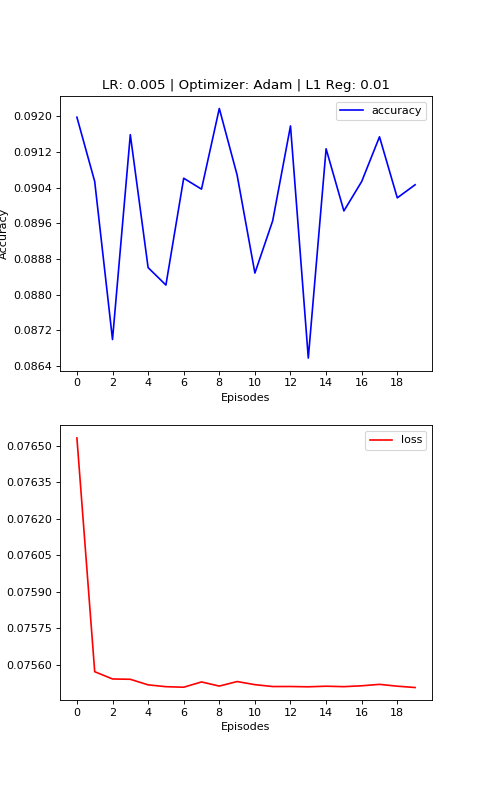 LR: 0.005 | Optimizer: Adam | L1 Reg: 0.01
accuracy
0.0920
0.0912
0.0904
0.0896
0.0888
0.0880
0.0872
0.0864
Accuracy
0 2 4 6 8 10 12 14 16 18
Episodes
loss
0.07650
0.07635
0.07620
0.07605
0.07590
0.07575
0.07560
0 2 4 6 8 10 12 14 16 18
Episodes